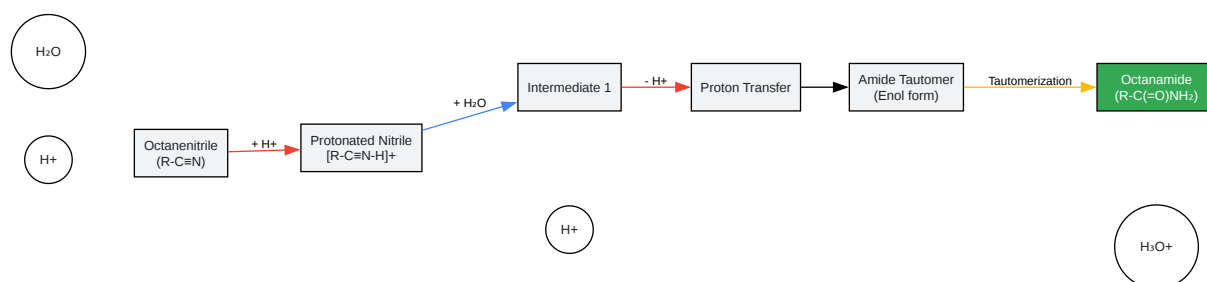 H₂O
H+
Octanenitrile
(R-C≡N)
+ H+
Protonated Nitrile
[R-C≡N-H]+
+ H₂O
Intermediate 1
- H+
Proton Transfer
Amide Tautomer
(Enol form)
Tautomerization
Octanamide
(R-C(=O)NH₂)
H+
H₃O+